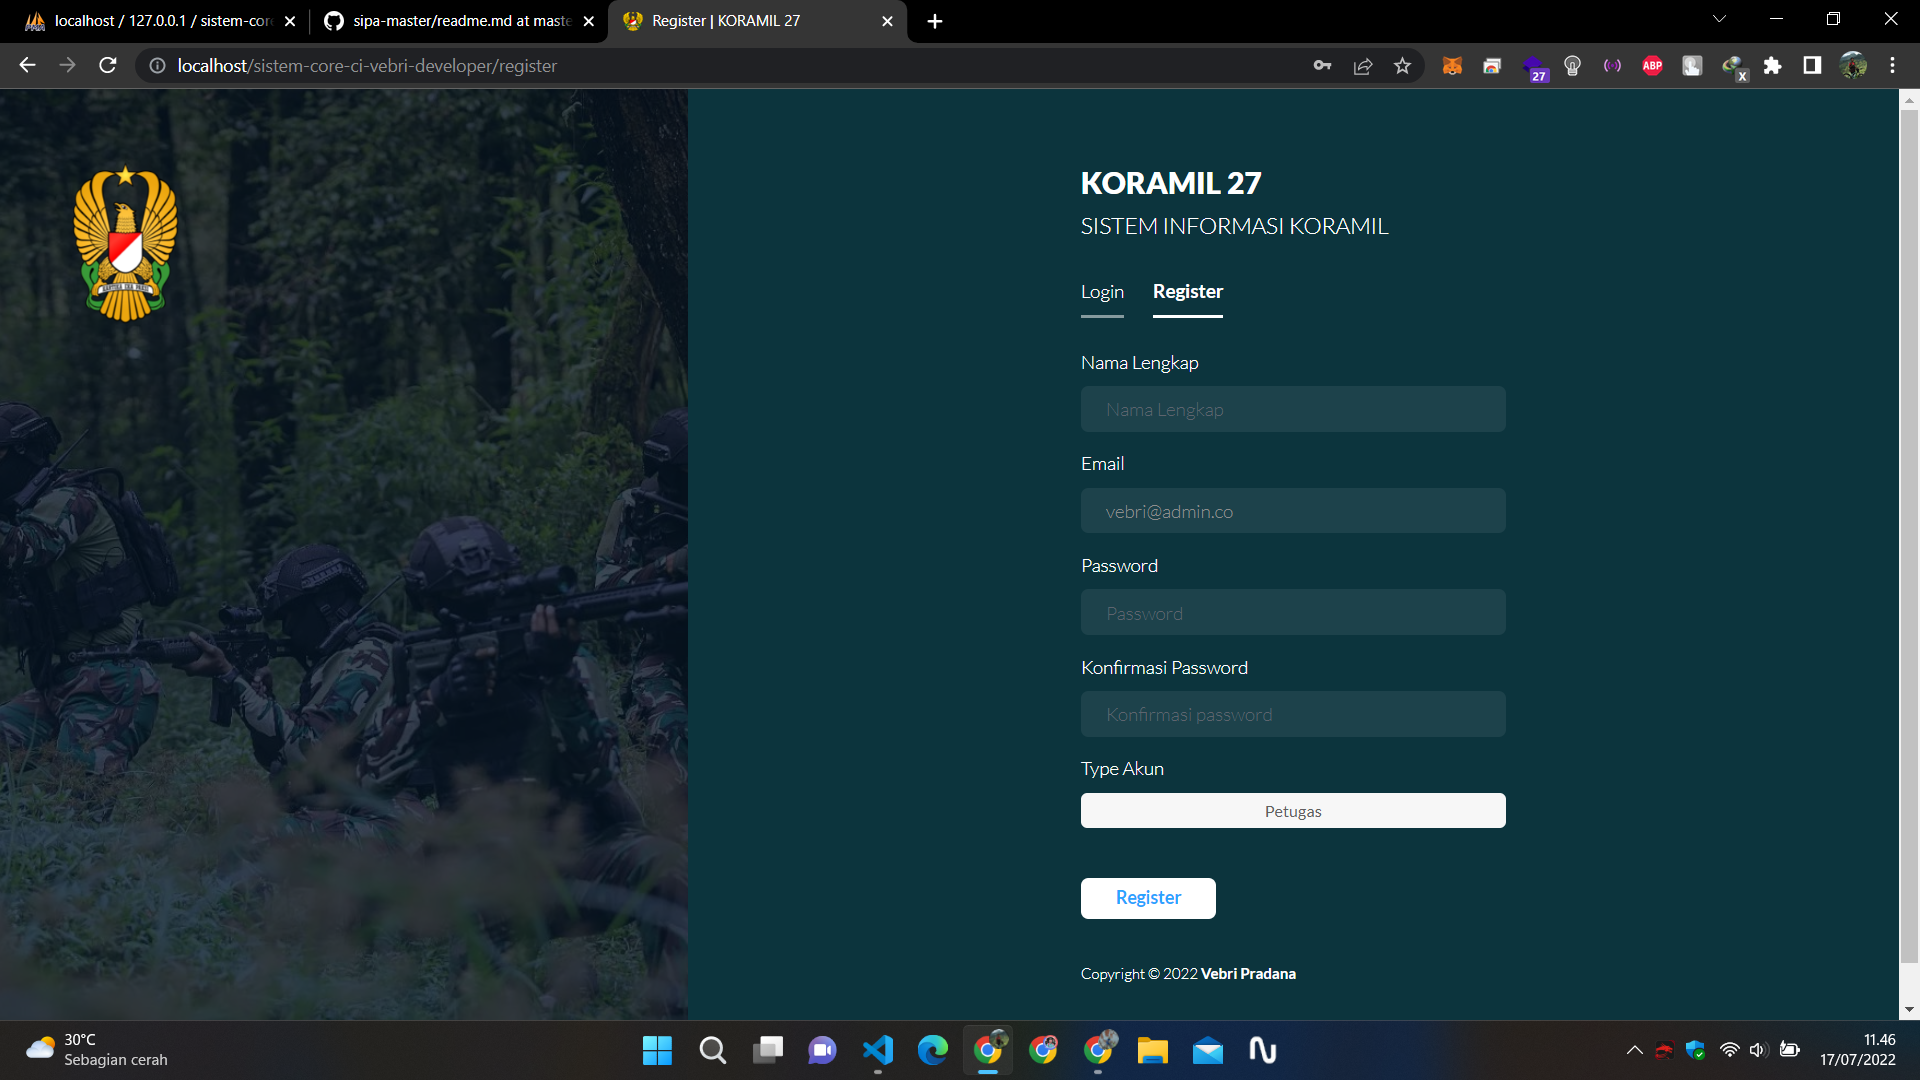 localhost / 127.0.0.1 / sistem-core
sipa-master/readme.md at maste
Register | KORAMIL 27
localhost/sistem-core-ci-vebri-developer/register
27
ABP
X
KORAMIL 27
SISTEM INFORMASI KORAMIL
Login
Register
Nama Lengkap
Nama Lengkap
Email
vebri@admin.co
Password
Password
Konfirmasi Password
Konfirmasi password
Type Akun
Petugas
Register
Copyright © 2022 Vebri Pradana
30°C
Sebagian cerah
11.46
17/07/2022